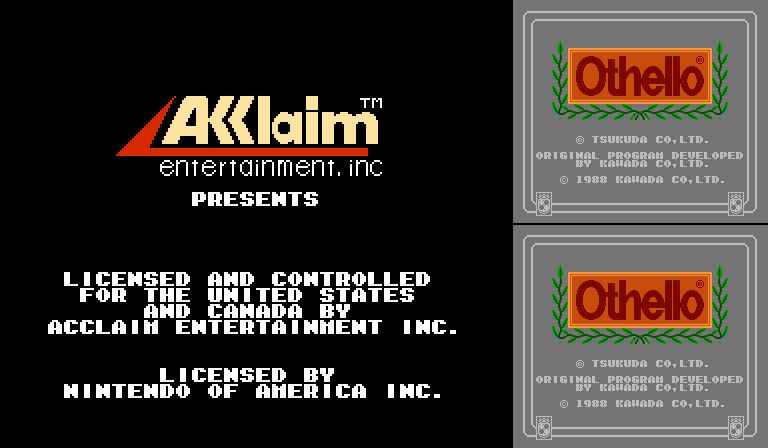 Acclaim™
entertainment, inc
PRESENTS
LICENSED AND CONTROLLED
FOR THE UNITED STATES
AND CANADA BY
ACCLAIM ENTERTAINMENT INC.
LICENSED BY
NINTENDO OF AMERICA INC.
Othello®
© TSUKUDA CO,LTD.
ORIGINAL PROGRAM DEVELOPED
BY KAWADA CO,LTD.
© 1988 KAWADA CO,LTD.
Othello®
© TSUKUDA CO,LTD.
ORIGINAL PROGRAM DEVELOPED
BY KAWADA CO,LTD.
© 1988 KAWADA CO,LTD.